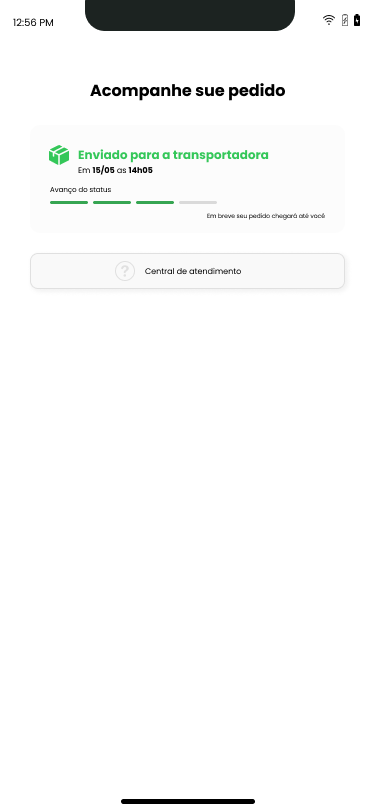 12:56 PM
Acompanhe sue pedido
Enviado para a transportadora
Em 15/05 as 14h05
Avanço do status
Em breve seu pedido chegará até você
? Central de atendimento